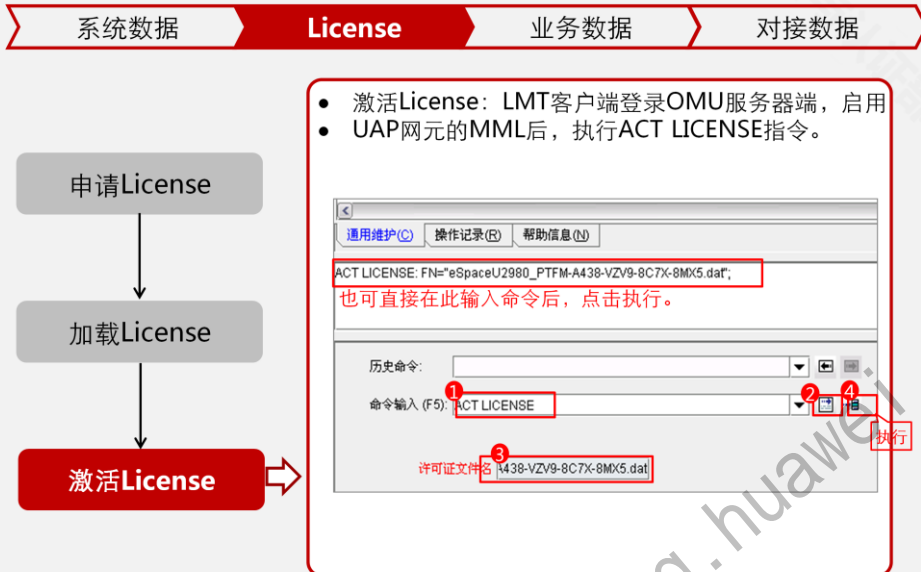 系统数据
License
业务数据
对接数据
激活License：LMT客户端登录OMU服务器端，启用
UAP网元的MML后，执行ACT LICENSE指令。
申请License
加载License
激活License
通用维护(C)
操作记录(R)
帮助信息(N)
ACT LICENSE: FN="eSpaceU2980_PTFM-A438-VZV9-8C7X-8MX5.dat";
也可直接在此输入命令后，点击执行。
历史命令:
命令输入 (F5):
1
ACT LICENSE
2
4
执行
许可证文件名
3
A438-VZV9-8C7X-8MX5.dat
g.huawei